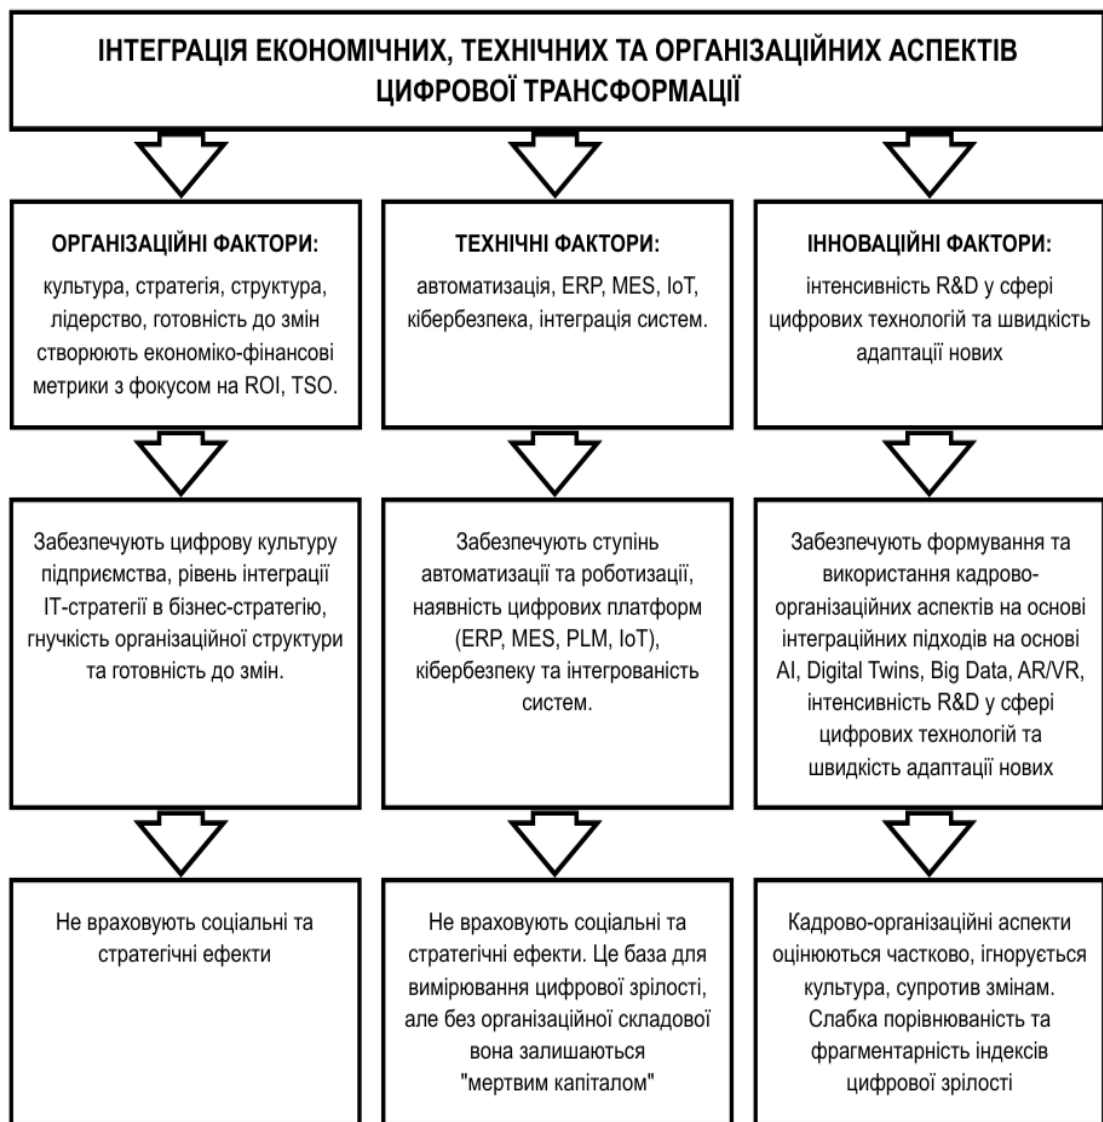 ІНТЕГРАЦІЯ ЕКОНОМІЧНИХ, ТЕХНІЧНИХ ТА ОРГАНІЗАЦІЙНИХ АСПЕКТІВ
ЦИФРОВОЇ ТРАНСФОРМАЦІЇ
ОРГАНІЗАЦІЙНІ ФАКТОРИ:
культура, стратегія, структура,
лідерство, готовність до змін
створюють економіко-фінансові
метрики з фокусом на ROI, TSO.
ТЕХНІЧНІ ФАКТОРИ:
автоматизація, ERP, MES, IoT,
кібербезпека, інтеграція систем.
ІННОВАЦІЙНІ ФАКТОРИ:
інтенсивність R&D у сфері
цифрових технологій та швидкість
адаптації нових
Забезпечують цифрову культуру
підприємства, рівень інтеграції
ІТ-стратегії в бізнес-стратегію,
гнучкість організаційної структури
та готовність до змін.
Забезпечують ступінь
автоматизації та роботизації,
наявність цифрових платформ
(ERP, MES, PLM, IoT),
кібербезпеку та інтегрованість
систем.
Забезпечують формування та
використання кадрово-
організаційних аспектів на основі
інтеграційних підходів на основі
AI, Digital Twins, Big Data, AR/VR,
інтенсивність R&D у сфері
цифрових технологій та
швидкість адаптації нових
Не враховують соціальні та
стратегічні ефекти
Не враховують соціальні та
стратегічні ефекти. Це база для
вимірювання цифрової зрілості,
але без організаційної складової
вона залишаються
"мертвим капіталом"
Кадрово-організаційні аспекти
оцінюються частково, ігнорується
культура, супротив змінам.
Слабка порівнюваність та
фрагментарність індексів
цифрової зрілості